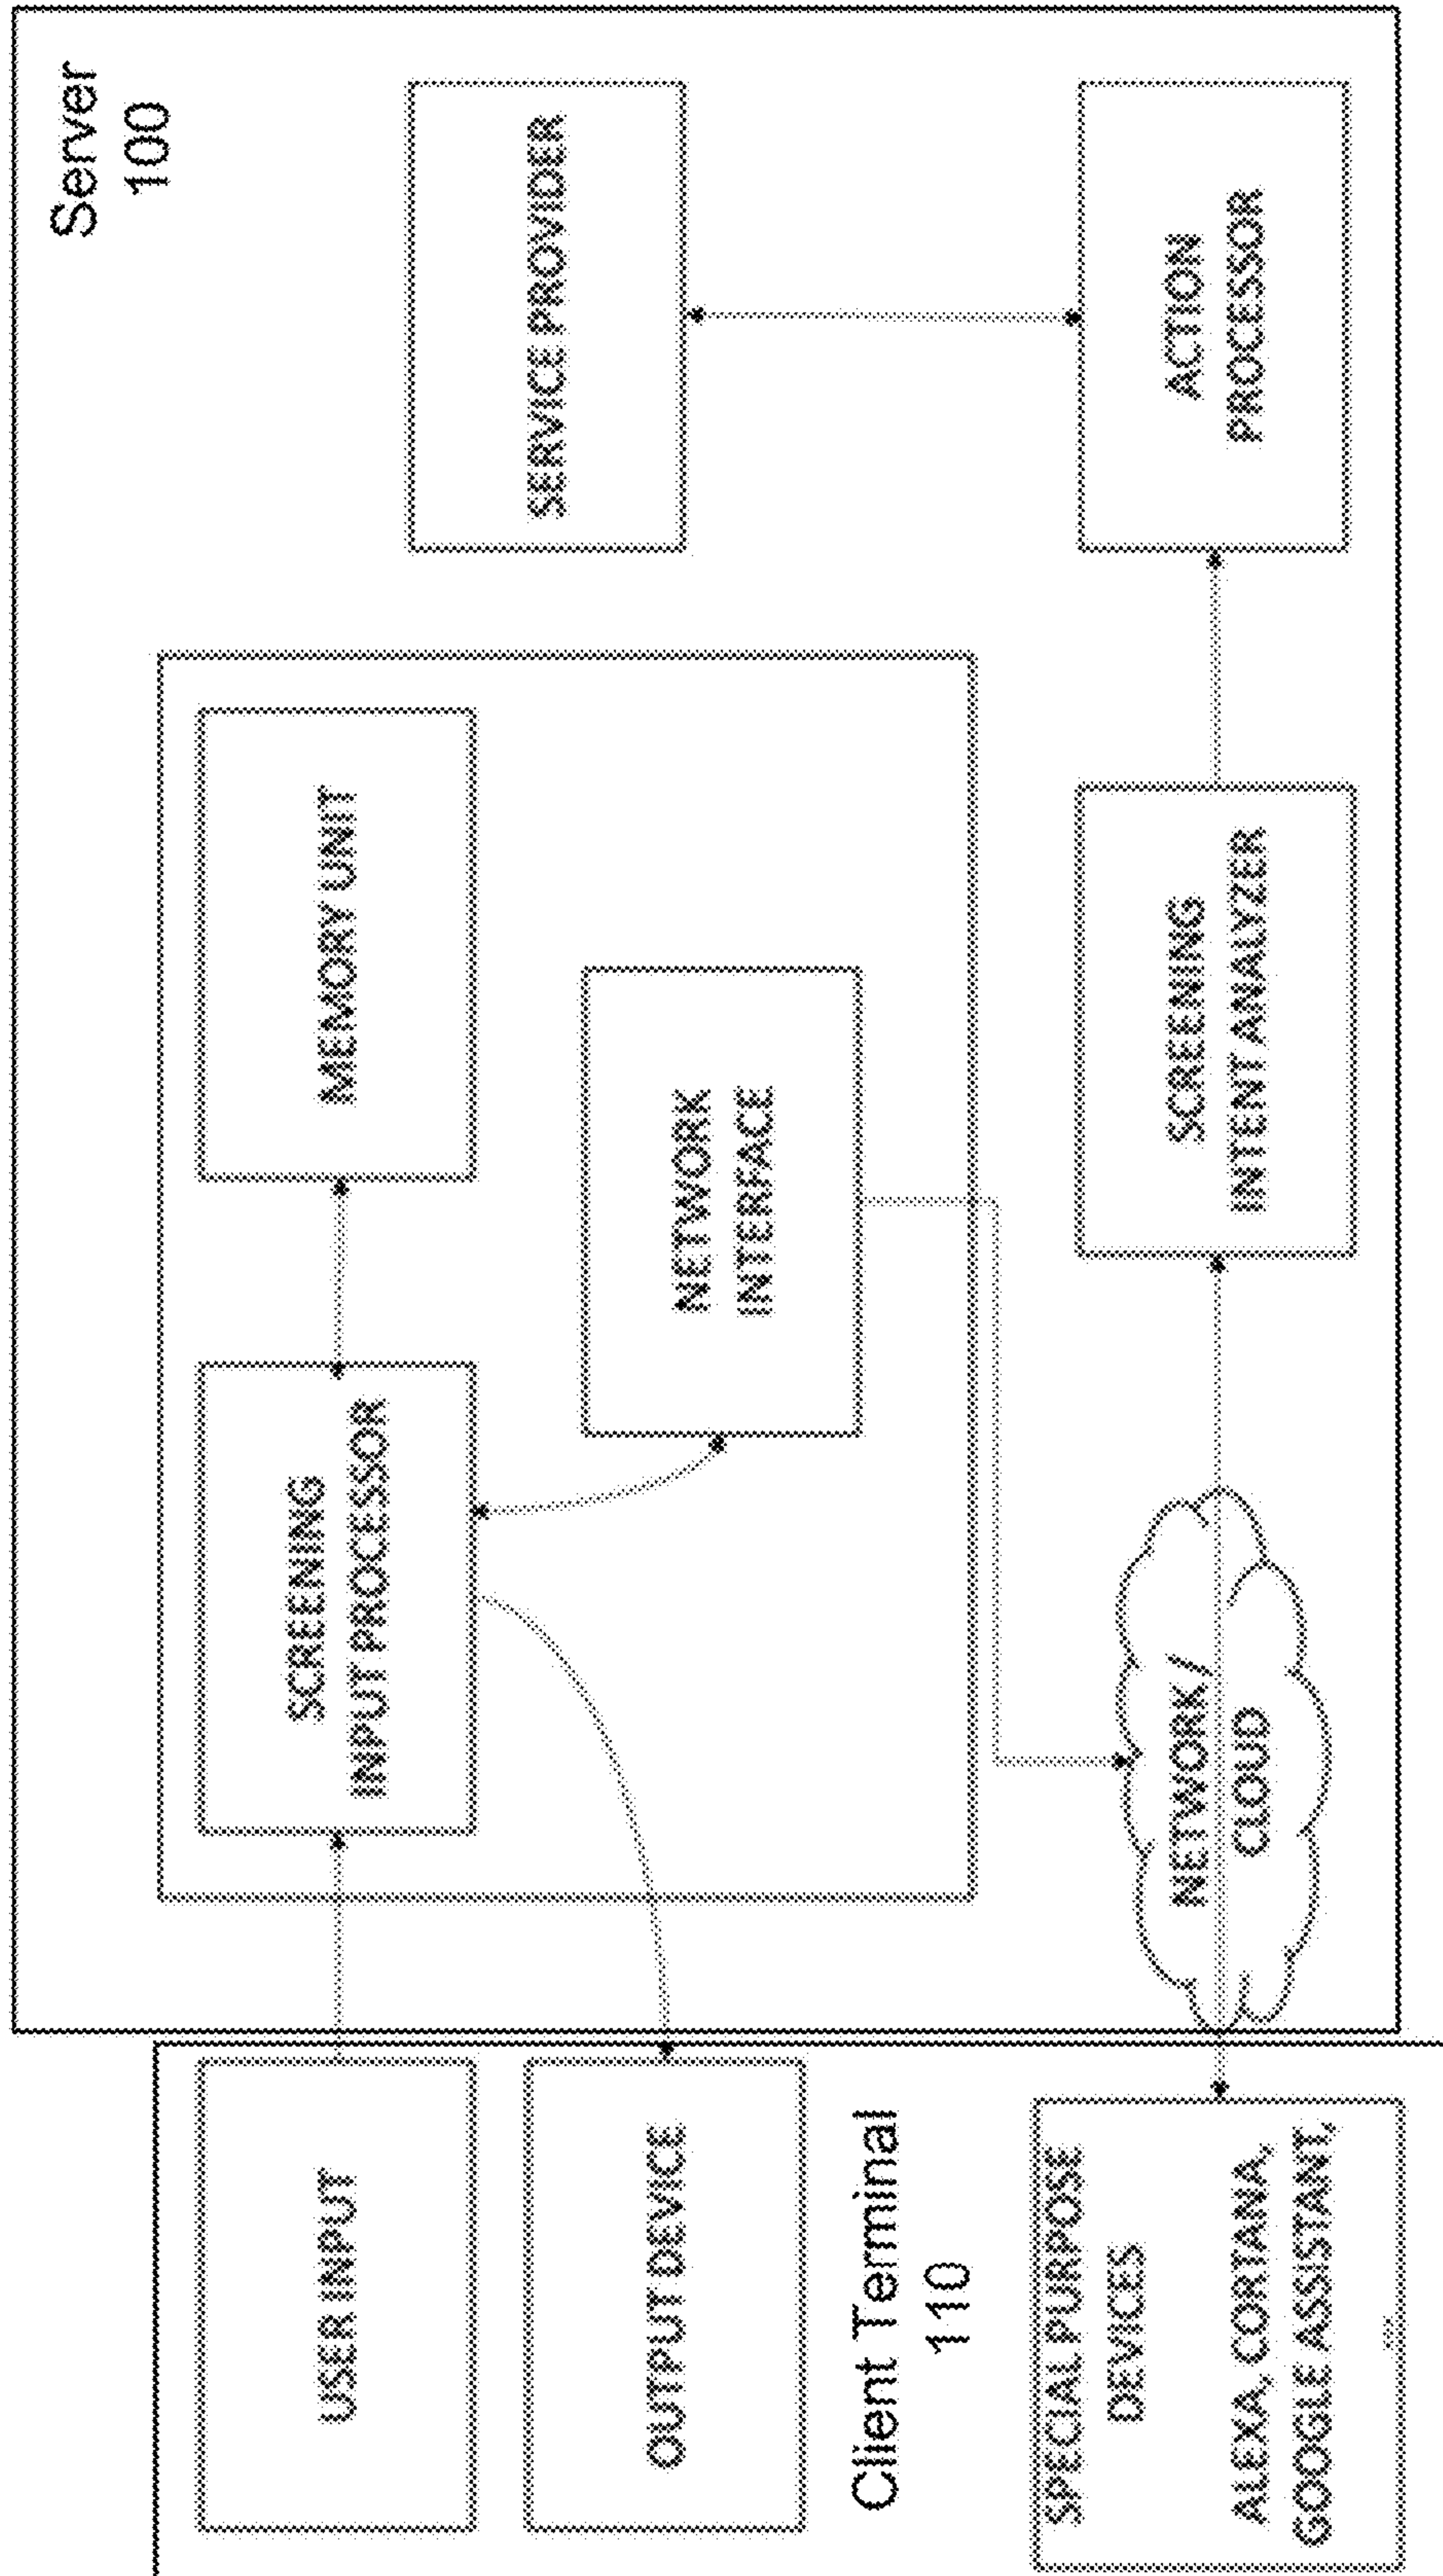 Server
100
USER INPUT
SCREENING
INPUT PROCESSOR
MEMORY UNIT
SERVICE PROVIDER
OUTPUT DEVICE
NETWORK
INTERFACE
Client Terminal
110
SPECIAL PURPOSE
DEVICES
ALEXA, CORTANA,
GOOGLE ASSISTANT,
...
NETWORK/
CLOUD
SCREENING
INTENT ANALYZER
ACTION
PROCESSOR